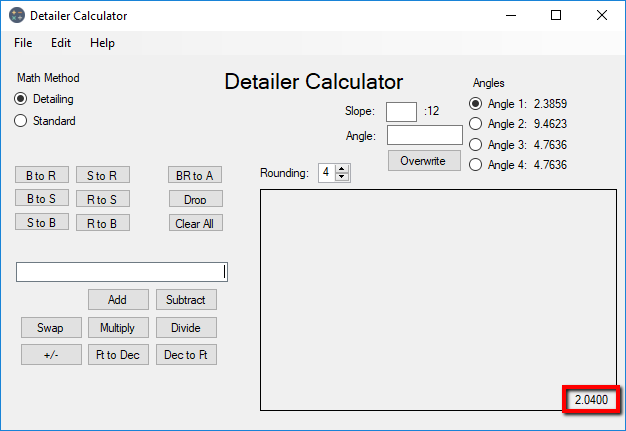 Detailer Calculator
File Edit Help
Math Method
Detailing
Standard
Detailer Calculator
Slope: :12
Angle:
Overwrite
Angles
Angle 1: 2.3859
Angle 2: 9.4623
Angle 3: 4.7636
Angle 4: 4.7636
B to R S to R BR to A
B to S R to S Drop
S to B R to B Clear All
Rounding: 4
Add Subtract
Swap Multiply Divide
+/- Ft to Dec Dec to Ft
2.0400